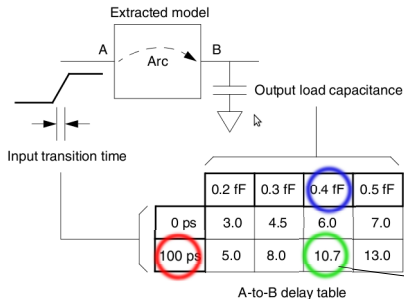 Extracted model
A
B
Arc
Output load capacitance
Input transition time
0.2 fF 0.3 fF 0.4 fF 0.5 fF
0 ps 3.0 4.5 6.0 7.0
100 ps 5.0 8.0 10.7 13.0
A-to-B delay table